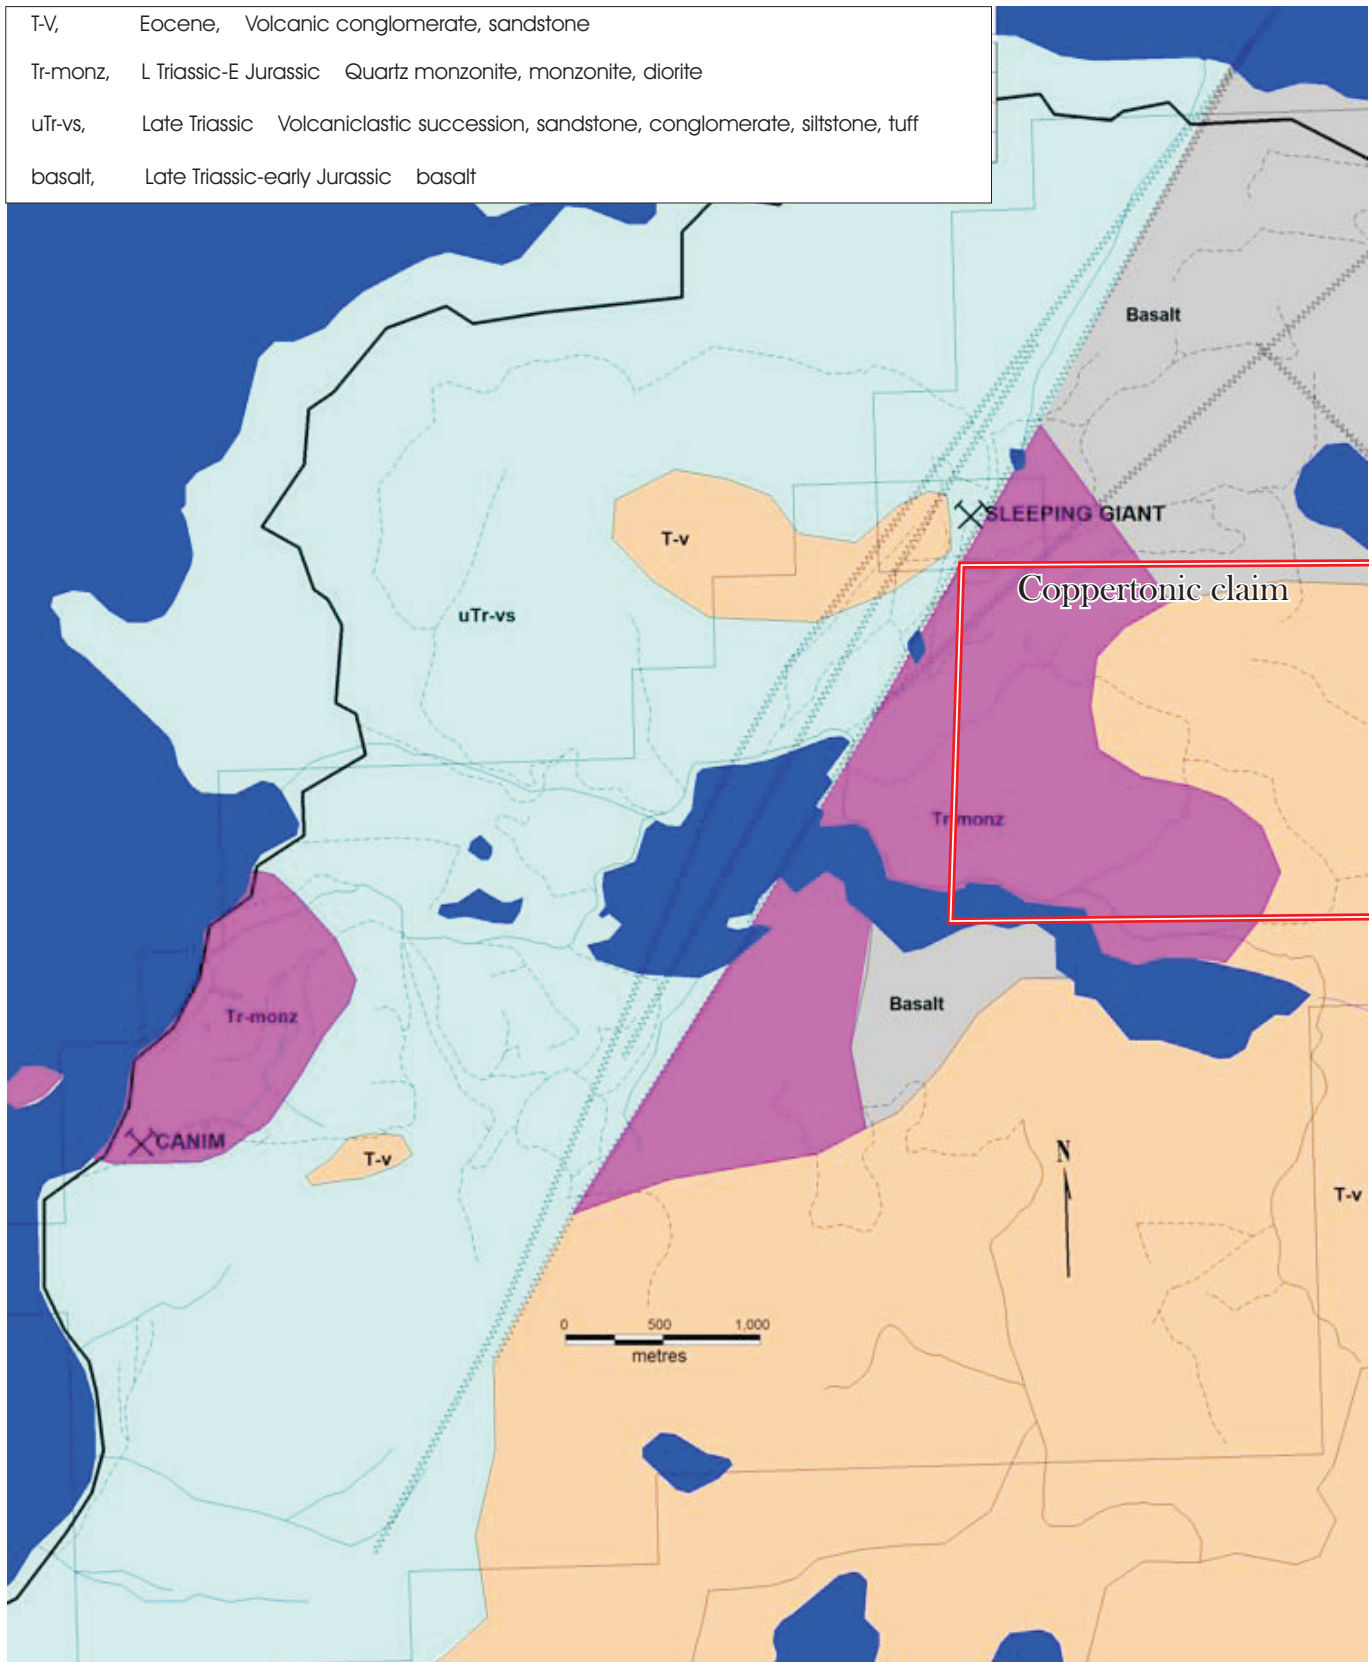 T-V, Eocene, Volcanic conglomerate, sandstone
Tr-monz, L Triassic-E Jurassic Quartz monzonite, monzonite, diorite
uTr-vs, Late Triassic Volcaniclastic succession, sandstone, conglomerate, siltstone, tuff
basalt, Late Triassic-early Jurassic basalt
Basalt
SLEEPING GIANT
T-v
Coppertonic claim
uTr-vs
Tr-monz
Basalt
Tr-monz
CANIM
T-v
N
T-v
0 500 1,000
metres